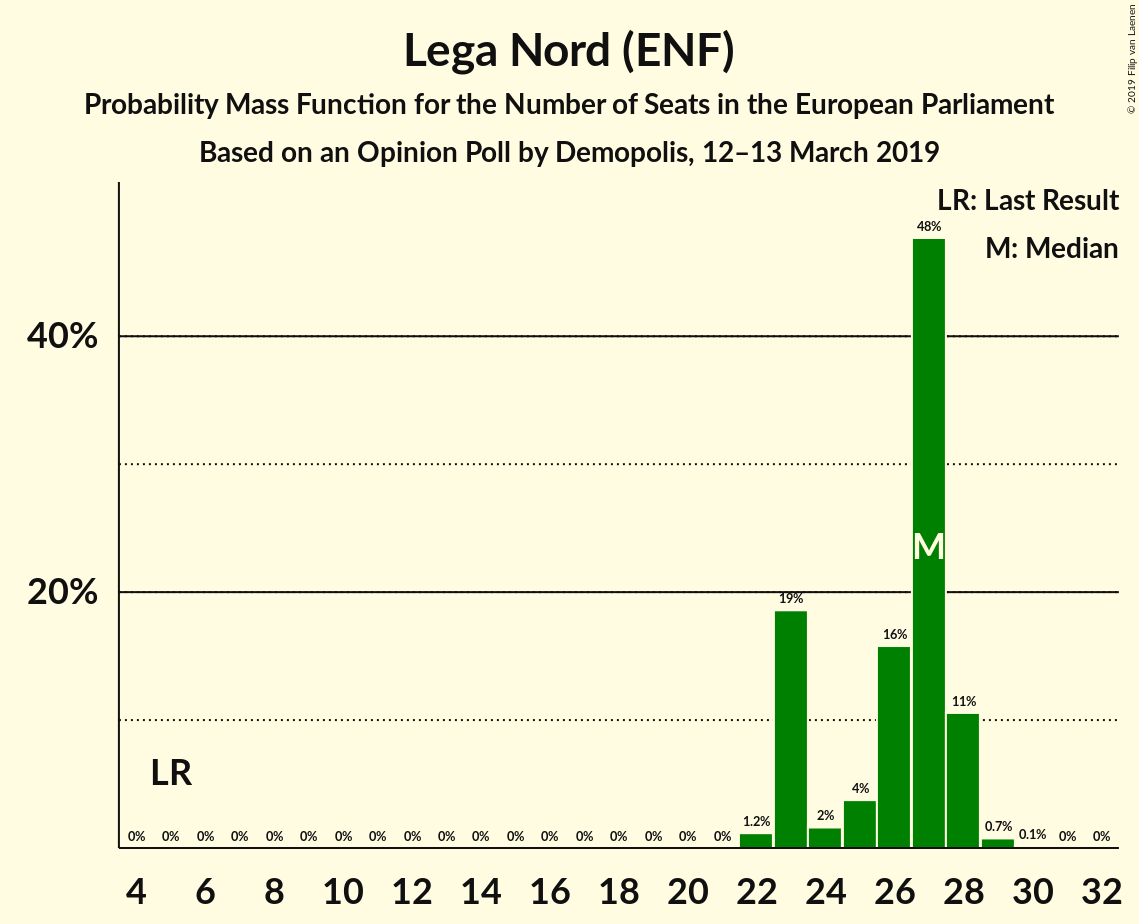 © 2019 Filip van Laenen
Lega Nord (ENF)
Probability Mass Function for the Number of Seats in the European Parliament
Based on an Opinion Poll by Demopolis, 12–13 March 2019
LR: Last Result
M: Median
48%
40%
M
20%
19%
16%
11%
LR
4%
2%
1.2%
0.7%
0.1%
0% 0% 0% 0% 0% 0% 0% 0% 0% 0% 0% 0% 0% 0% 0% 0% 0% 0% 0% 0%
4 6 8 10 12 14 16 18 20 22 24 26 28 30 32